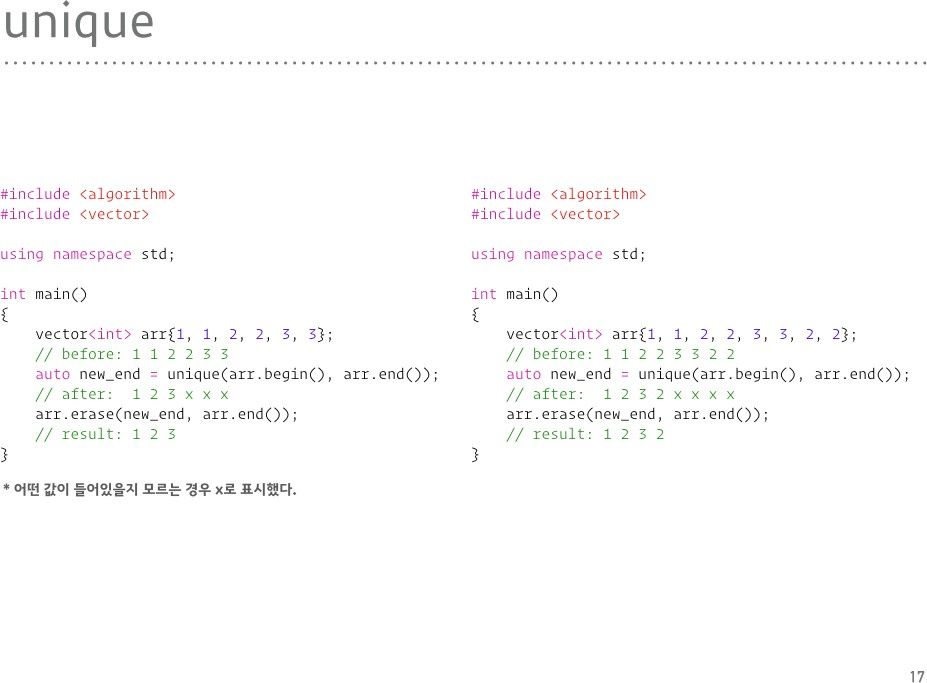 unique
#include <algorithm>
#include <vector>
using namespace std;
int main()
{
    vector<int> arr{1, 1, 2, 2, 3, 3};
    // before: 1 1 2 2 3 3
    auto new_end = unique(arr.begin(), arr.end());
    // after:  1 2 3 x x x
    arr.erase(new_end, arr.end());
    // result: 1 2 3
}
* 어떤 값이 들어있을지 모르는 경우 x로 표시했다.
#include <algorithm>
#include <vector>
using namespace std;
int main()
{
    vector<int> arr{1, 1, 2, 2, 3, 3, 2, 2};
    // before: 1 1 2 2 3 3 2 2
    auto new_end = unique(arr.begin(), arr.end());
    // after:  1 2 3 2 x x x x
    arr.erase(new_end, arr.end());
    // result: 1 2 3 2
}
17